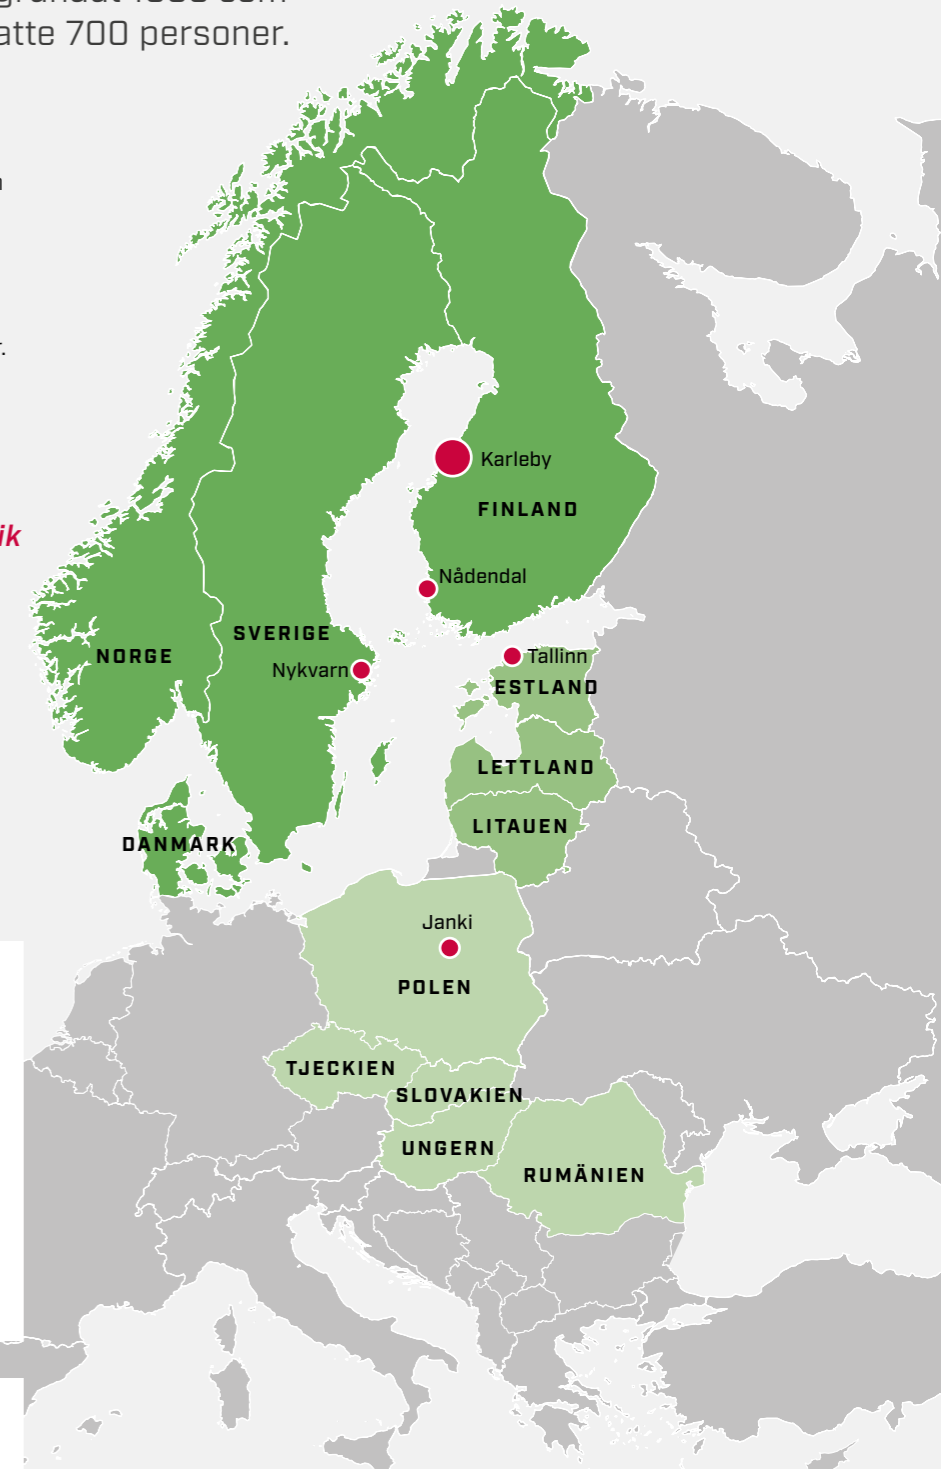 atte 700 personer.
ik
Karleby
FINLAND
Nådendal
SVERIGE
NORGE
Nykvarn
Tallinn
ESTLAND
LETTLAND
LITAUEN
DANMARK
Janki
POLEN
TJECKIEN
SLOVAKIEN
UNGERN
RUMÄNIEN